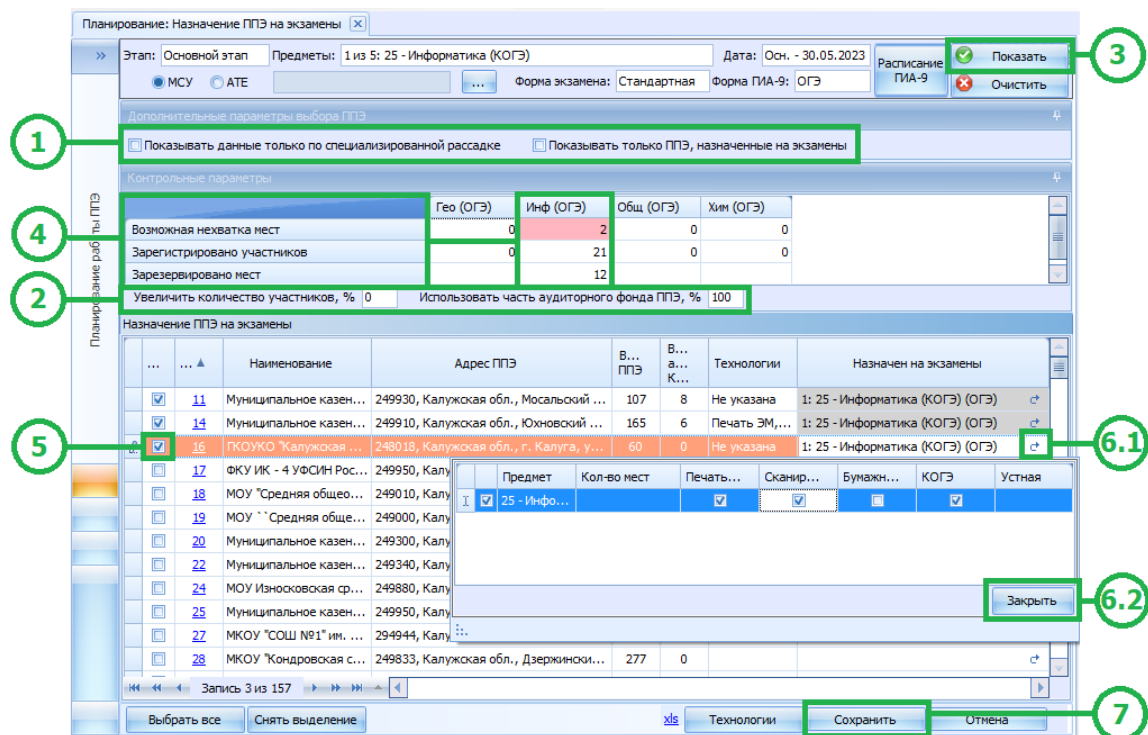 Планирование: Назначение ППЭ на экзамены
Этап: Основной этап Предметы: 1 из 5: 25 - Информатика (КОГЭ) Дата: Осн. - 30.05.2023 Расписание ГИА-9 Показать
МСУ АТЕ ... Форма экзамена: Стандартная Форма ГИА-9: ОГЭ Очистить
3
Дополнительные параметры выбора ППЭ
1
Показывать данные только по специализированной рассадке Показывать только ППЭ, назначенные на экзамены
Контрольные параметры
Планирование работы ППЭ
Гео (ОГЭ) Инф (ОГЭ) Общ (ОГЭ) Хим (ОГЭ)
4
Возможная нехватка мест 0 2 0 0
Зарегистрировано участников 0 21 0 0
Зарезервировано мест 12
2
Увеличить количество участников, % 0 Использовать часть аудиторного фонда ППЭ, % 100
Назначение ППЭ на экзамены
... ... Наименование Адрес ППЭ В... ППЭ В... а... К... Технологии Назначен на экзамены
11 Муниципальное казен... 249930, Калужская обл., Мосальский ... 107 8 Не указана 1: 25 - Информатика (КОГЭ) (ОГЭ)
14 Муниципальное казен... 249910, Калужская обл., Юхновский ... 165 6 Печать ЭМ,... 1: 25 - Информатика (КОГЭ) (ОГЭ)
5
16 ГКОУКО "Калужская ... 248018, Калужская обл., г. Калуга, у... 60 0 Не указана 1: 25 - Информатика (КОГЭ) (ОГЭ)
6.1
17 ФКУ ИК - 4 УФСИН Рос... 249950, Калу
18 МОУ "Средняя общео... 249010, Калу
19 МОУ ``Средняя обще... 249000, Калу
20 Муниципальное казен... 249300, Калу
22 Муниципальное казен... 249340, Калу
24 МОУ Износковская ср... 249880, Калу
25 Муниципальное казен... 249950, Калу
27 МКОУ "СОШ №1" им. ... 294944, Калу
28 МКОУ "Кондровская с... 249833, Калужская обл., Дзержински... 277 0
Предмет Кол-во мест Печать... Сканир... Бумажн... КОГЭ Устная
25 - Инфо...
Закрыть
6.2
Запись 3 из 157
Выбрать все Снять выделение xls Технологии Сохранить Отмена
7